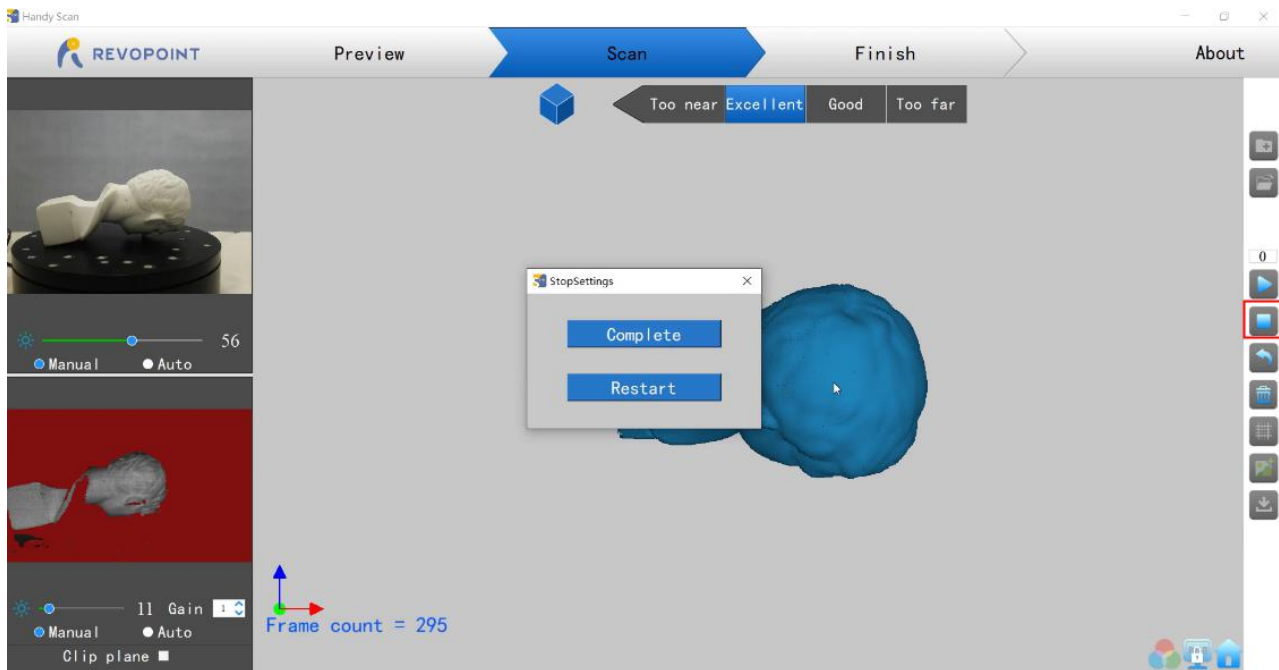 Handy Scan
REVOPOINT
Preview
Scan
Finish
About
Too near Excellent Good Too far
0
StopSettings
Complete
Restart
56
Manual Auto
11 Gain 1
Manual Auto
Clip plane
Frame count = 295